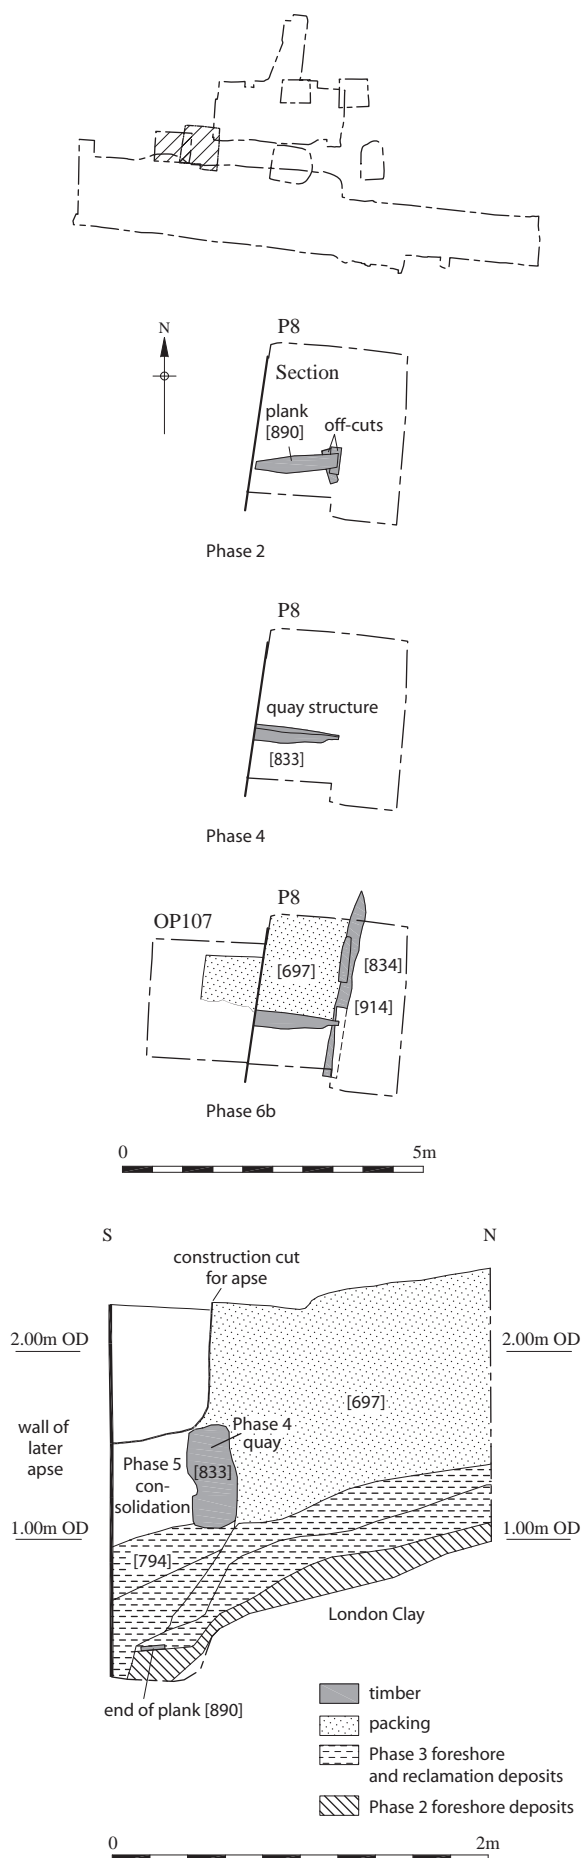 P8
N
Section
plank
[890]
off-cuts
Phase 2
P8
quay structure
[833]
Phase 4
P8
OP107
[697]
[834]
[914]
Phase 6b
0 5m
S N
construction cut
for apse
2.00m OD 2.00m OD
[697]
wall of
later
apse
Phase 4
quay
Phase 5
con-
solidation
[833]
1.00m OD 1.00m OD
[794]
London Clay
end of plank [890]
timber
packing
Phase 3 foreshore
and reclamation deposits
Phase 2 foreshore deposits
0 2m